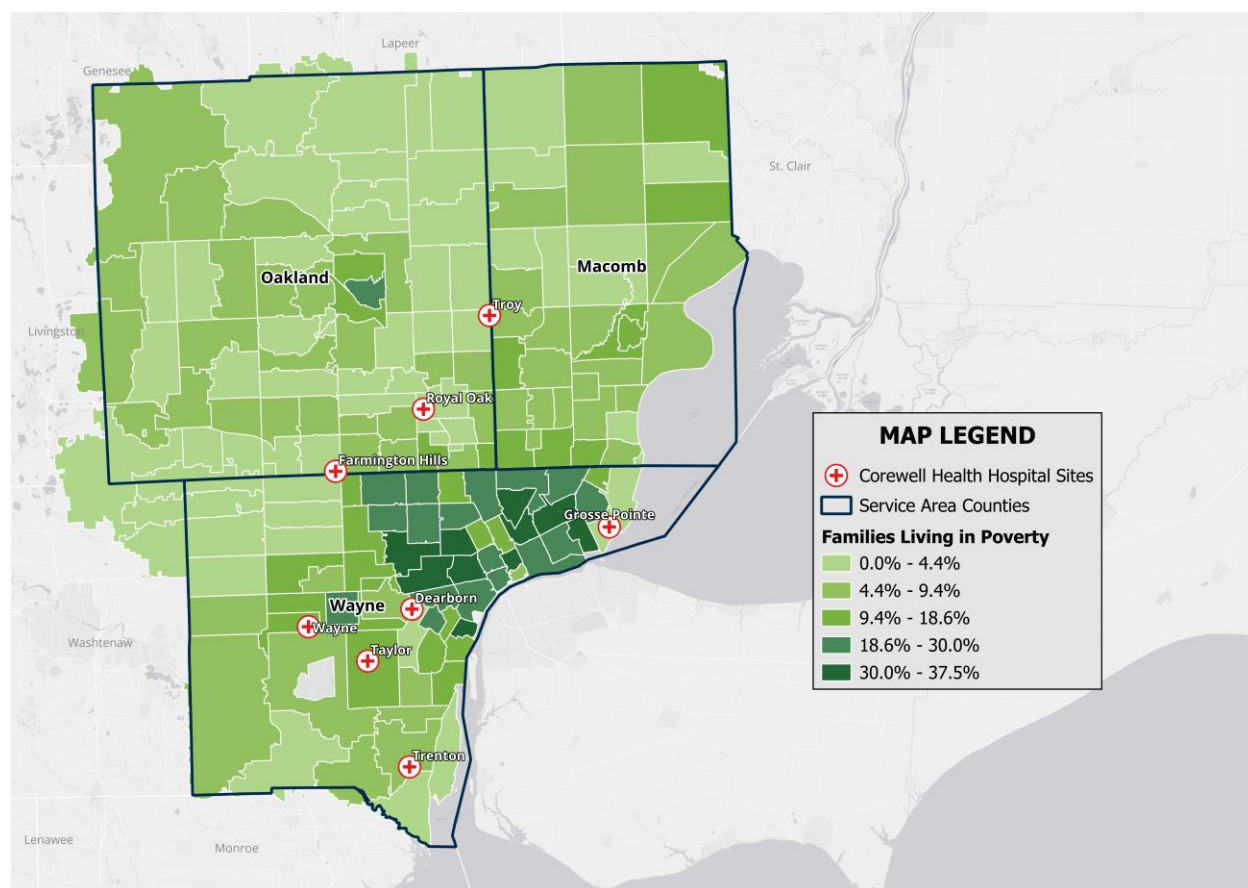 Lapeer
Genesee
St. Clair
Oakland
Macomb
Troy
Livingston
Royal Oak
MAP LEGEND
Farmington Hills
Corewell Health Hospital Sites
Service Area Counties
Grosse Pointe
Families Living in Poverty
0.0% - 4.4%
4.4% - 9.4%
9.4% - 18.6%
18.6% - 30.0%
30.0% - 37.5%
Dearborn
Wayne
Wayne
Washtenaw
Taylor
Trenton
Lenawee
Monroe